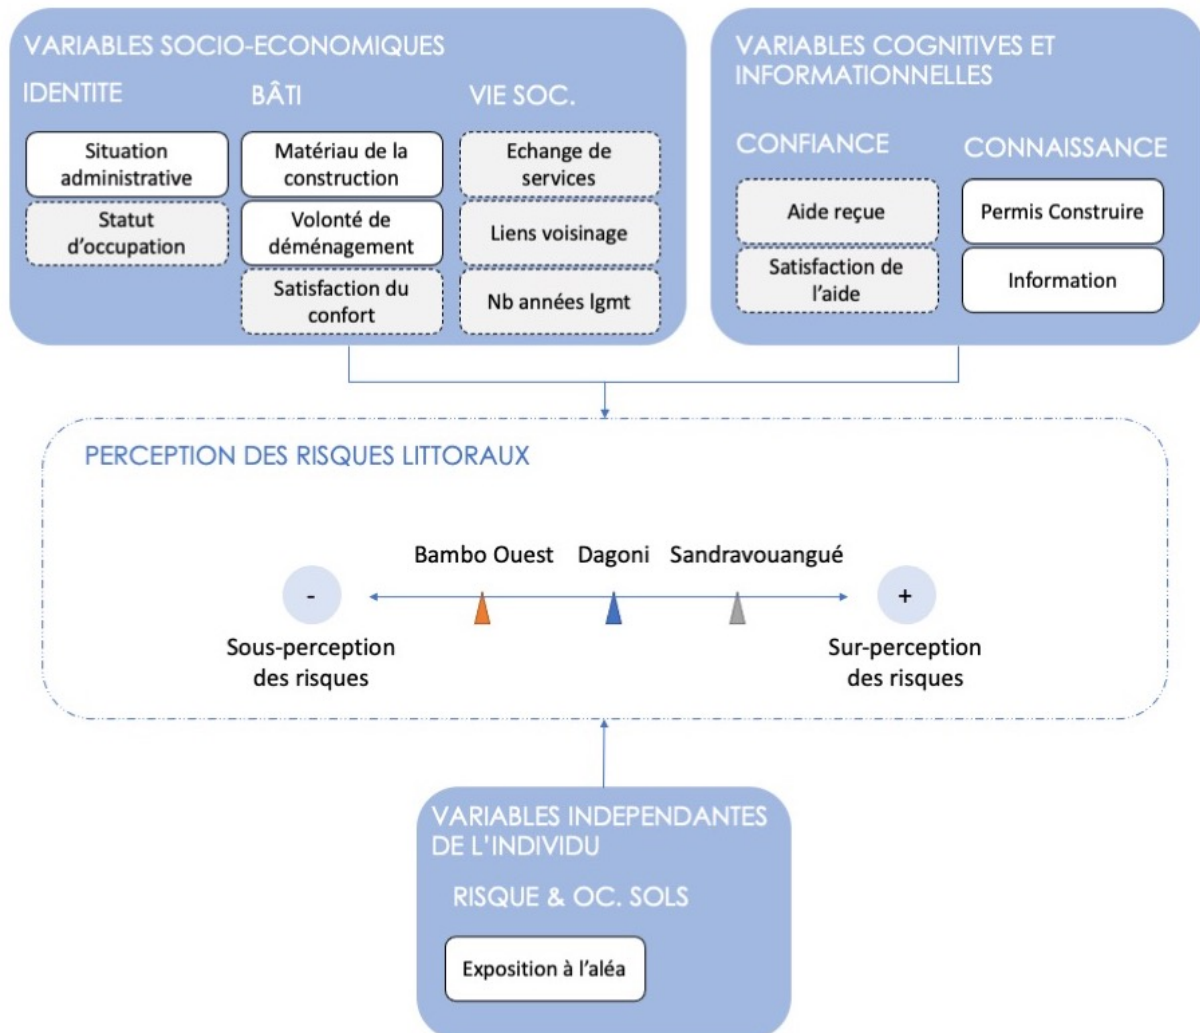 VARIABLES SOCIO-ECONOMIQUES
IDENTITE
BÂTI
VIE SOC.
Situation
administrative
Statut
d'occupation
Matériau de la
construction
Volonté de
déménagement
Satisfaction du
confort
Echange de
services
Liens voisinage
Nb années lgmt
VARIABLES COGNITIVES ET
INFORMATIONNELLES
CONFIANCE
CONNAISSANCE
Aide reçue
Satisfaction de
l'aide
Permis Construire
Information
PERCEPTION DES RISQUES LITTORAUX
Bambo Ouest
Dagoni
Sandravouangué
-
+
Sous-perception
des risques
Sur-perception
des risques
VARIABLES INDEPENDANTES
DE L'INDIVIDU
RISQUE & OC. SOLS
Exposition à l'aléa